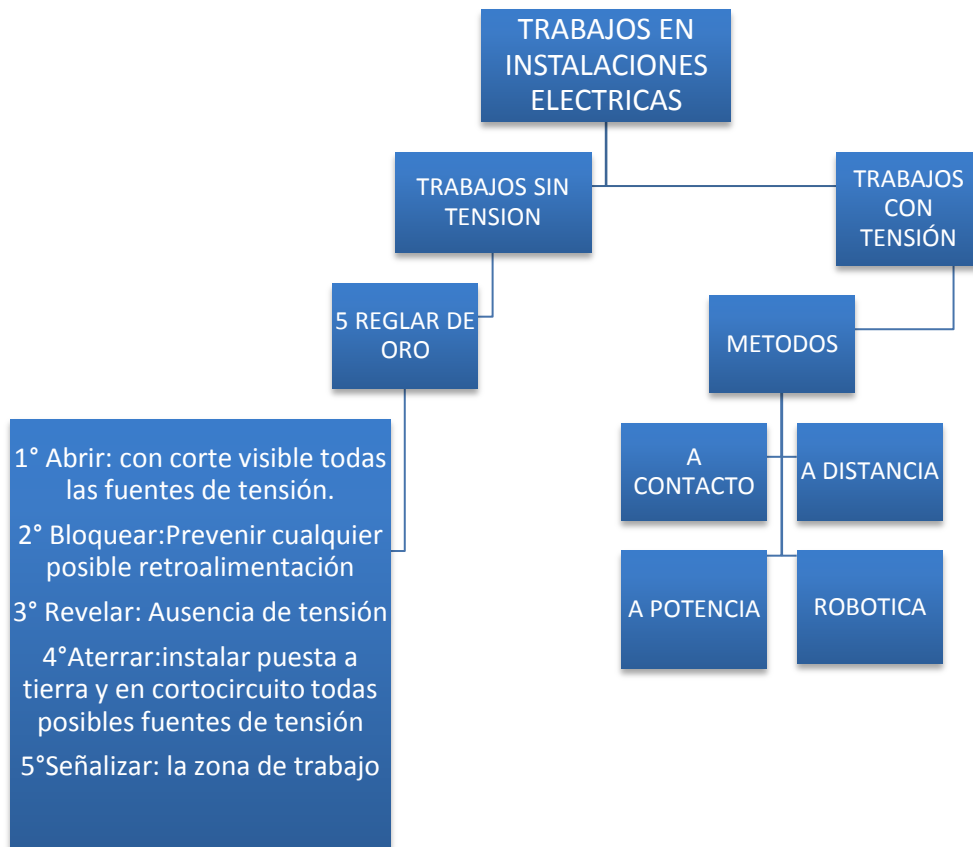 TRABAJOS EN
INSTALACIONES
ELECTRICAS
TRABAJOS SIN
TENSION
TRABAJOS
CON
TENSIÓN
5 REGLAR DE
ORO
METODOS
1° Abrir: con corte visible todas
las fuentes de tensión.
2° Bloquear:Prevenir cualquier
posible retroalimentación
3° Revelar: Ausencia de tensión
4°Aterrar:instalar puesta a
tierra y en cortocircuito todas
posibles fuentes de tensión
5°Señalizar: la zona de trabajo
A
CONTACTO
A DISTANCIA
A POTENCIA
ROBOTICA